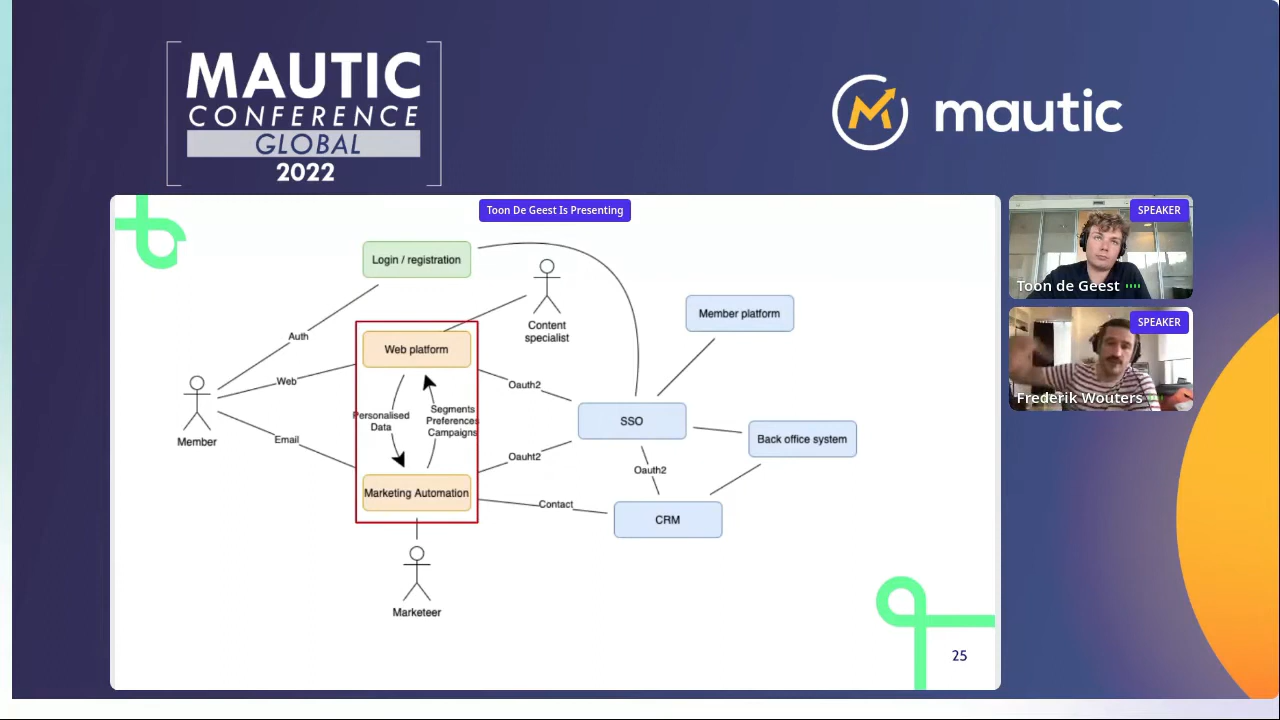 MAUTIC
CONFERENCE
GLOBAL
2022
mautic
Toon De Geest Is Presenting
SPEAKER
Toon de Geest
SPEAKER
Frederik Wouters
Login / registration
Content
specialist
Member platform
Auth
Web platform
Web
Oauth2
Personalised
Data
Segments
Preferences
Campaigns
SSO
Member
Email
Back office system
Oauht2
Oauth2
Marketing Automation
Contact
CRM
Marketeer
25